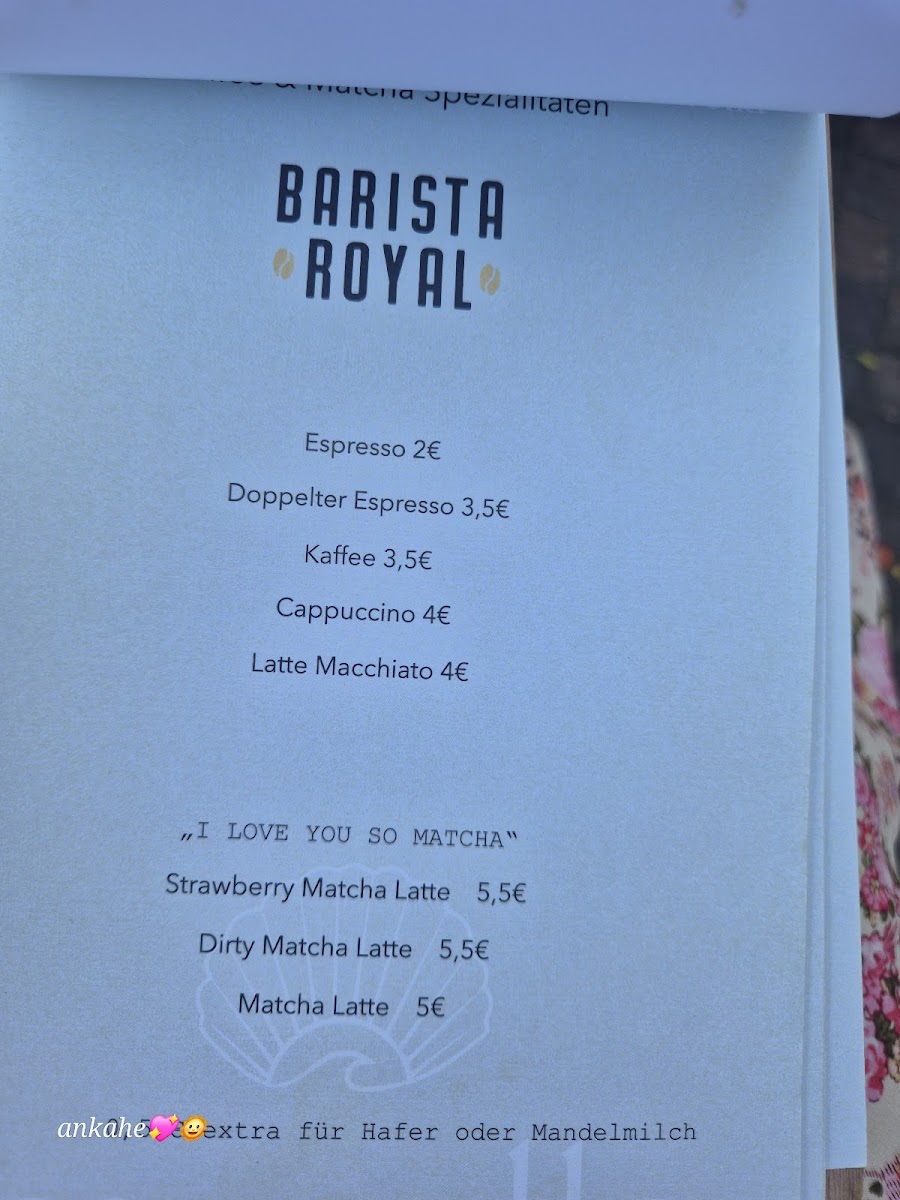 & Matcha Spezialitäten
BARISTA
ROYAL
Espresso 2€
Doppelter Espresso 3,5€
Kaffee 3,5€
Cappuccino 4€
Latte Macchiato 4€
„I LOVE YOU SO MATCHA“
Strawberry Matcha Latte 5,5€
Dirty Matcha Latte 5,5€
Matcha Latte 5€
extra für Hafer oder Mandelmilch
ankahe💖🙂